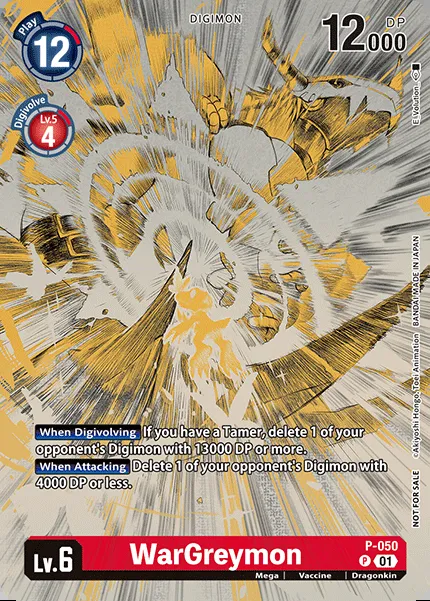 DIGIMON
Play
12
DP
12000
Digivolve
Lv.5
4
E Volution
©Akiyoshi Hongo, Toei Animation BANDAI MADE IN JAPAN
NOT FOR SALE
When Digivolving If you have a Tamer, delete 1 of your
opponent's Digimon with 13000 DP or more.
When Attacking Delete 1 of your opponent's Digimon with
4000 DP or less.
Lv.6
WarGreymon
P-050
P 01
Mega | Vaccine | Dragonkin